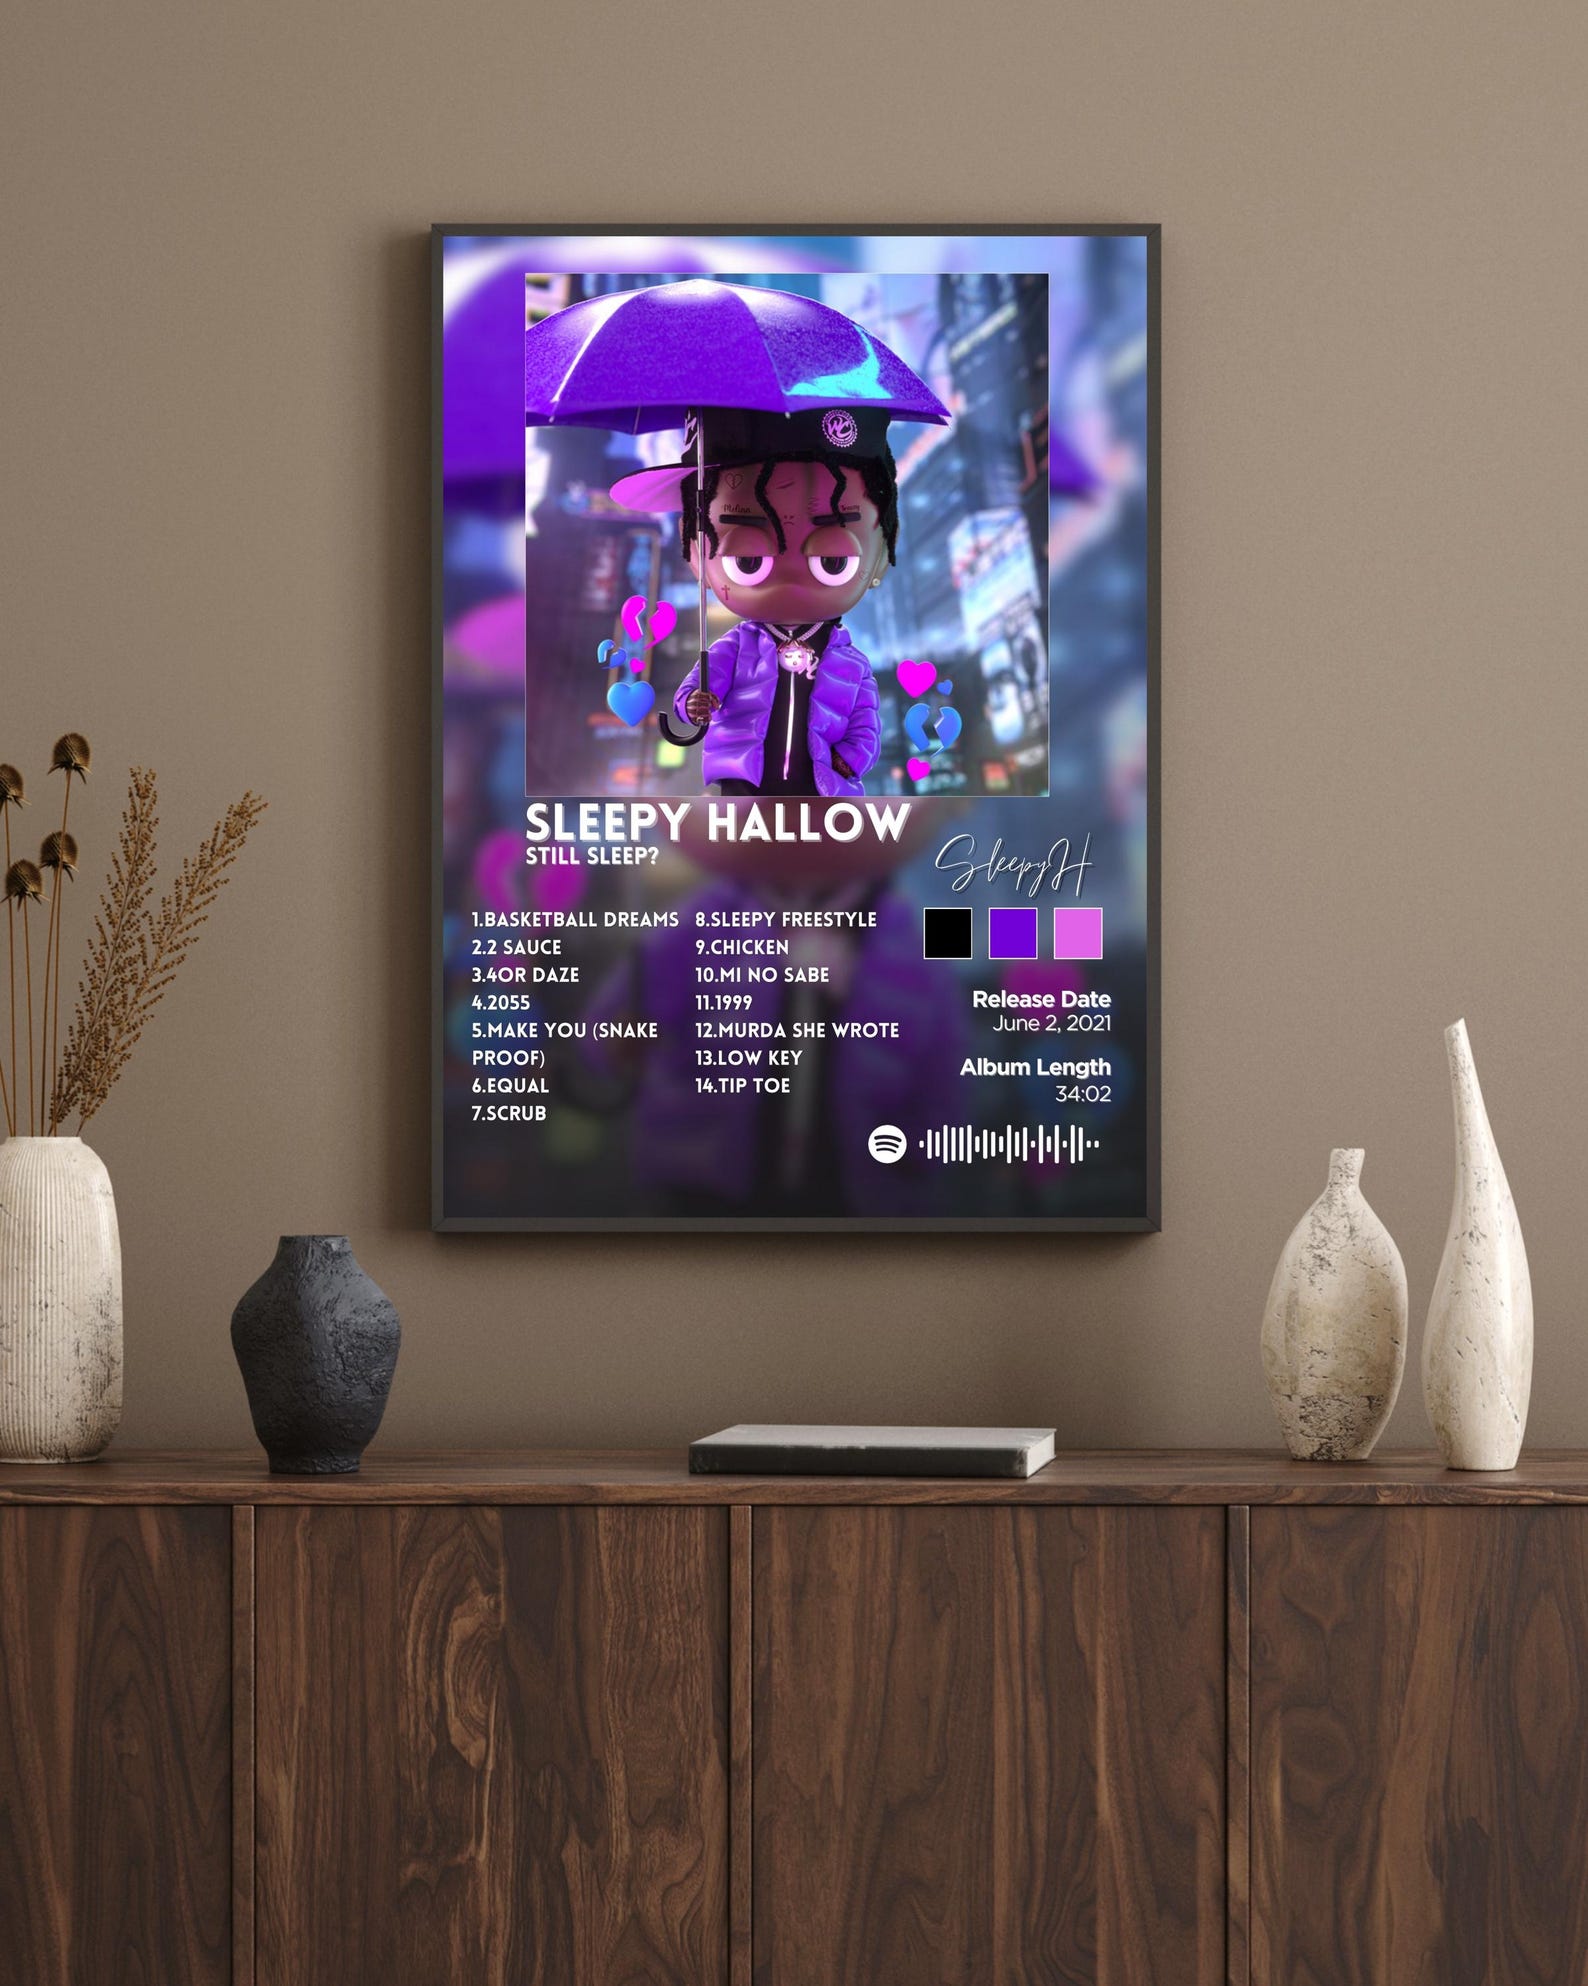 WC
Melina
SLEEPY HALLOW
STILL SLEEP?
SleepyH
1.BASKETBALL DREAMS
2.2 SAUCE
3.4OR DAZE
4.2055
5.MAKE YOU (SNAKE
PROOF)
6.EQUAL
7.SCRUB
8.SLEEPY FREESTYLE
9.CHICKEN
10.MI NO SABE
11.1999
12.MURDA SHE WROTE
13.LOW KEY
14.TIP TOE
Release Date
June 2, 2021
Album Length
34:02